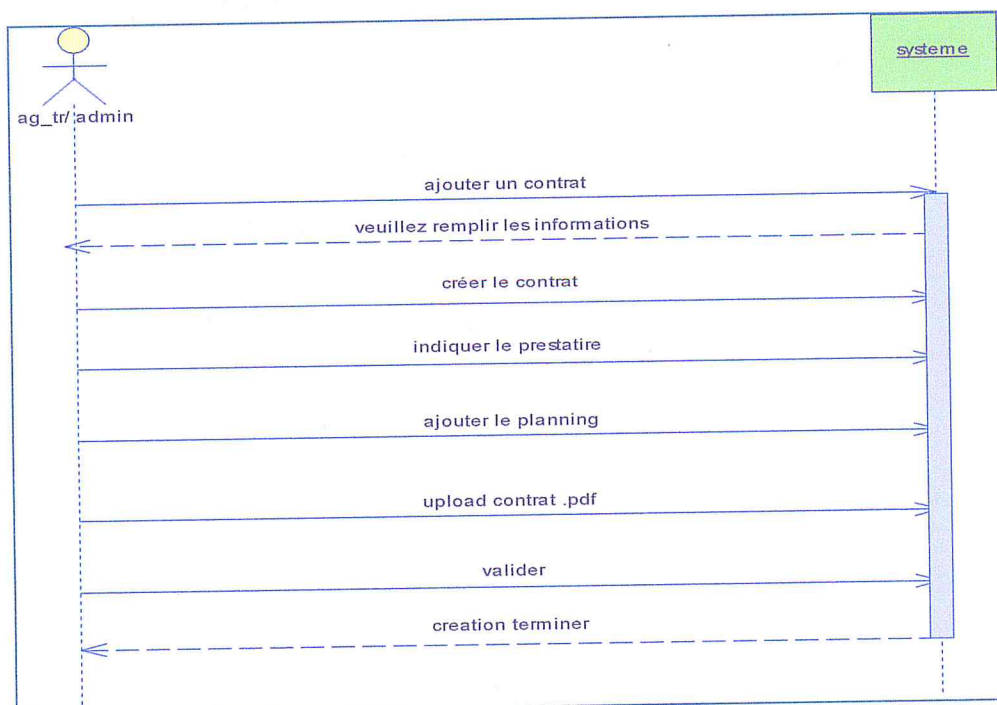 systeme
ag_tr/ admin
ajouter un contrat
veuillez remplir les informations
créer le contrat
indiquer le prestatire
ajouter le planning
upload contrat .pdf
valider
creation terminer